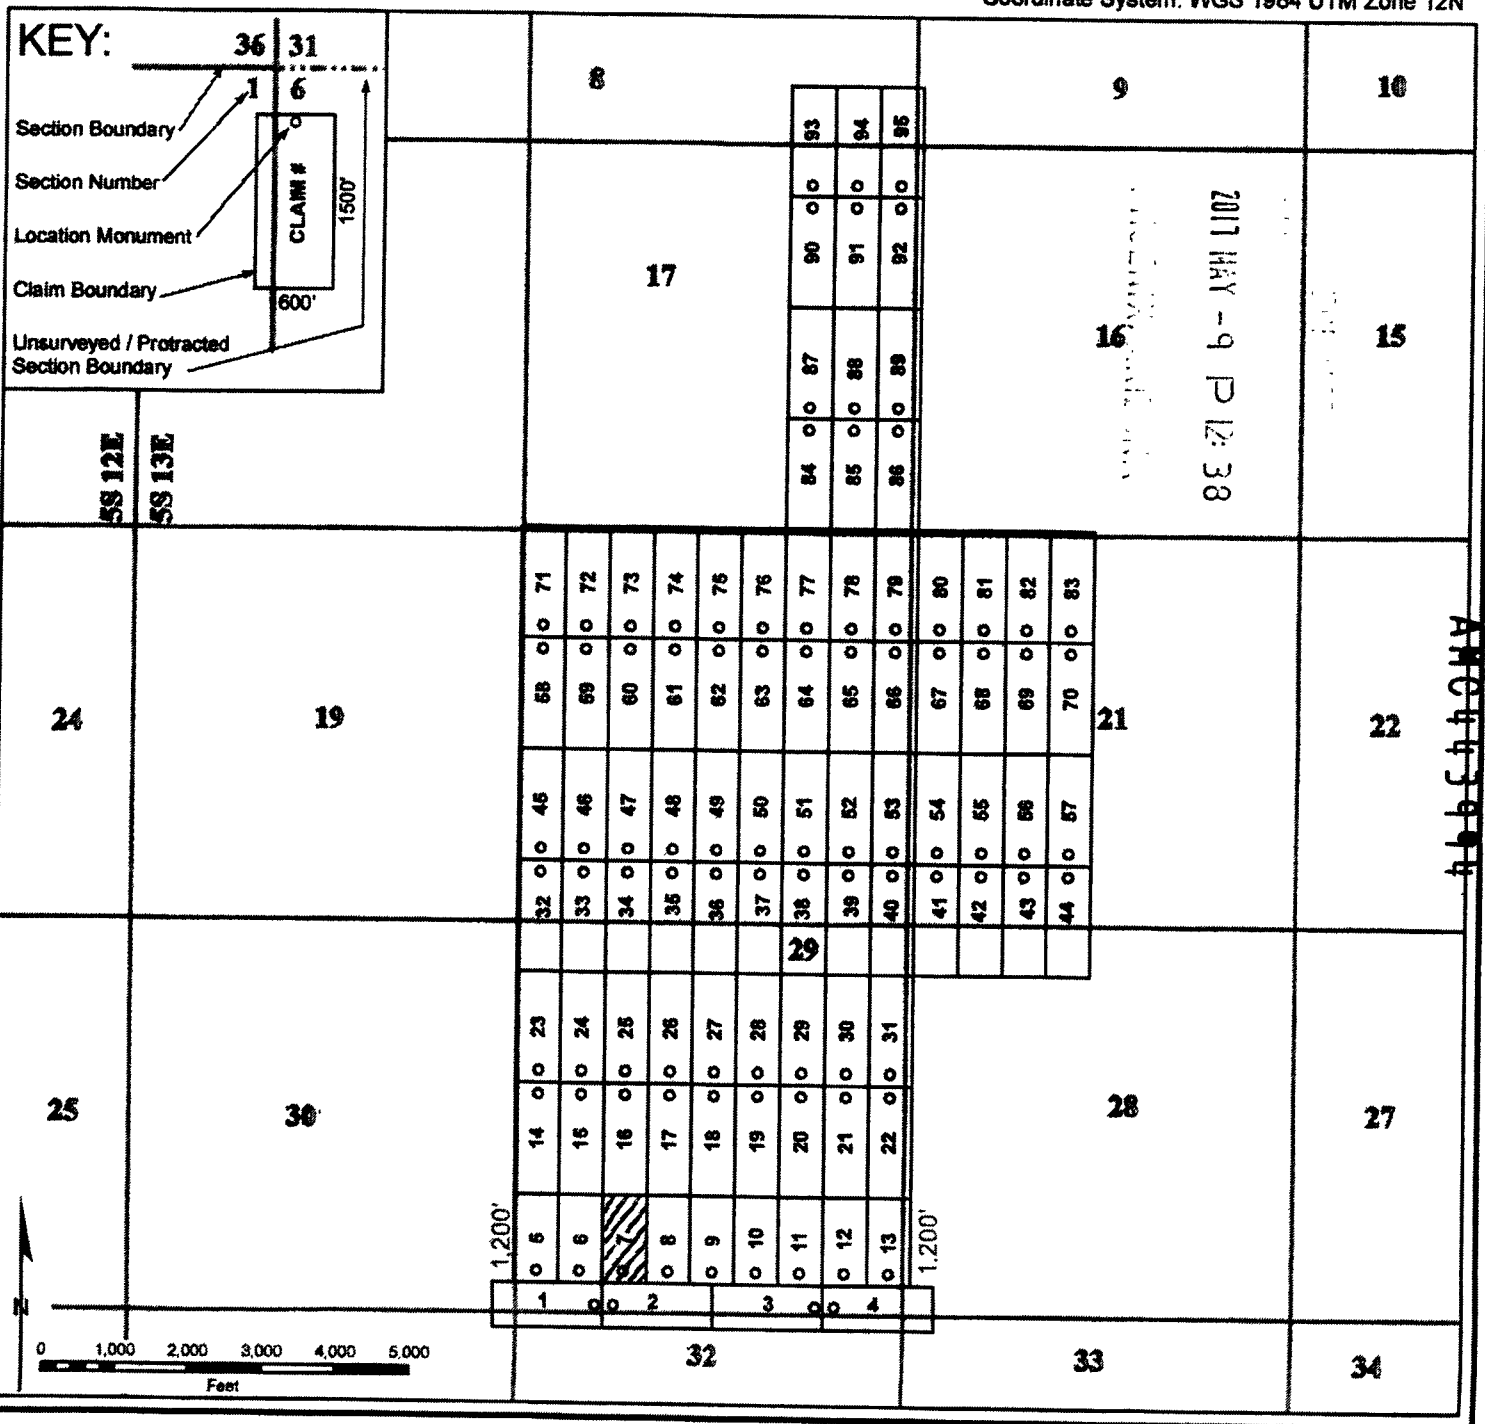 Coordinate System: WGS 1984 UTM Zone 12N
KEY:
36 31
1 6
Section Boundary
Section Number
Location Monument
Claim Boundary
Unsurveyed / Protracted
Section Boundary
CLAIM #
1500'
600'
8 9 10
93 94 95
17 16 15
90 91 92
87 88 89
84 85 86
2017 MAY -9 P 12: 38
5S 12E
5S 13E
71 72 73 74 75 76 77 78 79 80 81 82 83
24 19 21 22
58 59 60 61 62 63 64 65 66 67 68 69 70
45 46 47 48 49 50 51 52 53 54 55 56 57
32 33 34 35 36 37 38 39 40 41 42 43 44
29
23 24 25 26 27 28 29 30 31
25 30 28 27
14 15 16 17 18 19 20 21 22
1,200' 5 6 7 8 9 10 11 12 13 1,200'
1 2 3 4
N
0 1,000 2,000 3,000 4,000 5,000
Feet
32 33 34